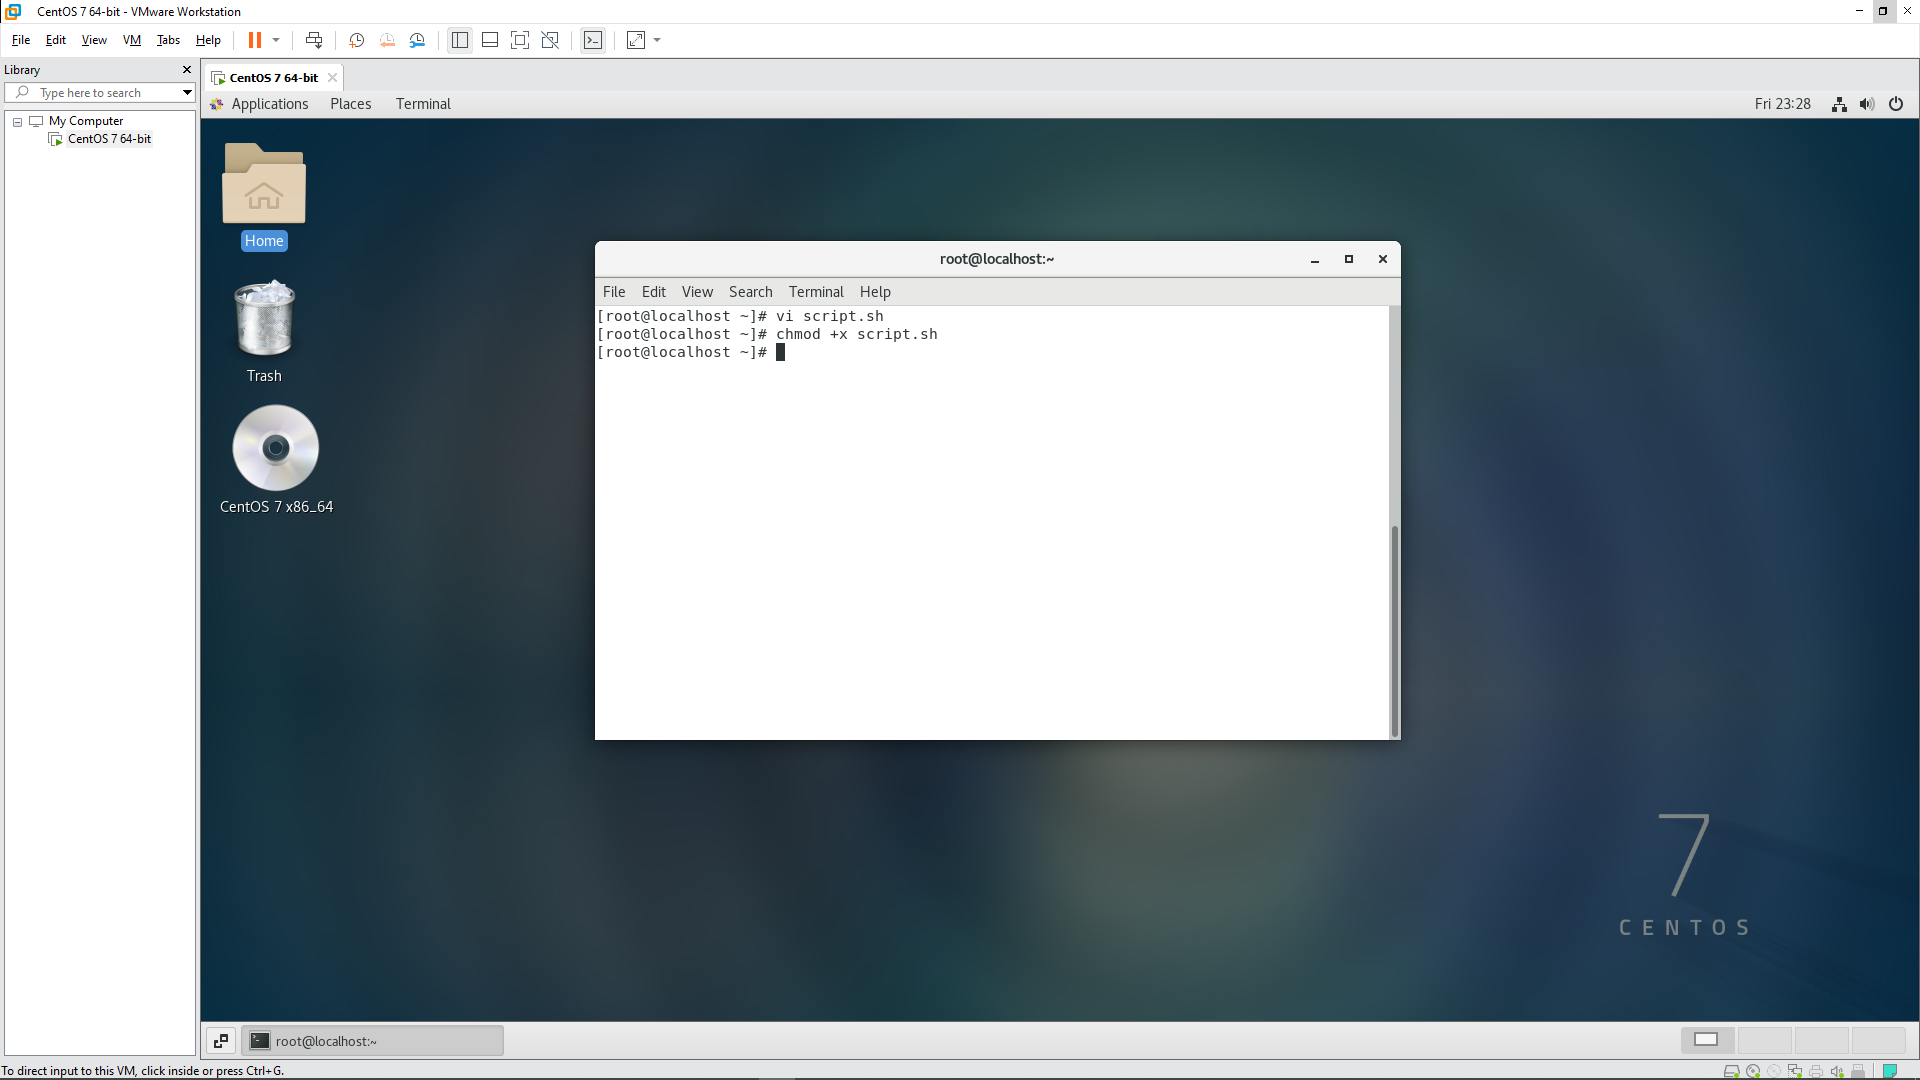 CentOS 7 64-bit - VMware Workstation
File Edit View VM Tabs Help
Library
Type here to search
My Computer
CentOS 7 64-bit
CentOS 7 64-bit
Applications Places Terminal Fri 23:28
Home
Trash
CentOS 7 x86_64
root@localhost:~
File Edit View Search Terminal Help
[root@localhost ~]# vi script.sh
[root@localhost ~]# chmod +x script.sh
[root@localhost ~]#
7
CENTOS
root@localhost:~
To direct input to this VM, click inside or press Ctrl+G.